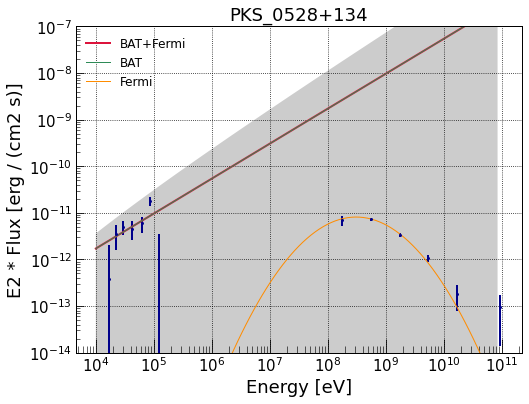 PKS_0528+134
BAT+Fermi
BAT
Fermi
E2 * Flux [erg / (cm2 s)]
10^-7
10^-8
10^-9
10^-10
10^-11
10^-12
10^-13
10^-14
10^4 10^5 10^6 10^7 10^8 10^9 10^10 10^11
Energy [eV]